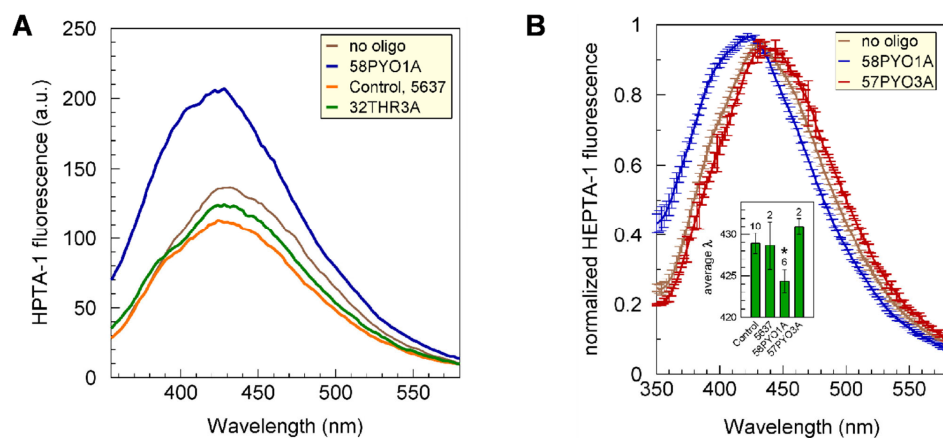 A
HPTA-1 fluorescence (a.u.)
250
200
150
100
50
0
400
450
500
550
Wavelength (nm)
no oligo
58PYO1A
Control, 5637
32THR3A
B
normalized HEPTA-1 fluorescence
1
0.8
0.6
0.4
0.2
0
350
400
450
500
550
Wavelength (nm)
no oligo
58PYO1A
57PYO3A
average λ
430
425
420
10
2
*
6
2
Control
5637
58PYO1A
57PYO3A